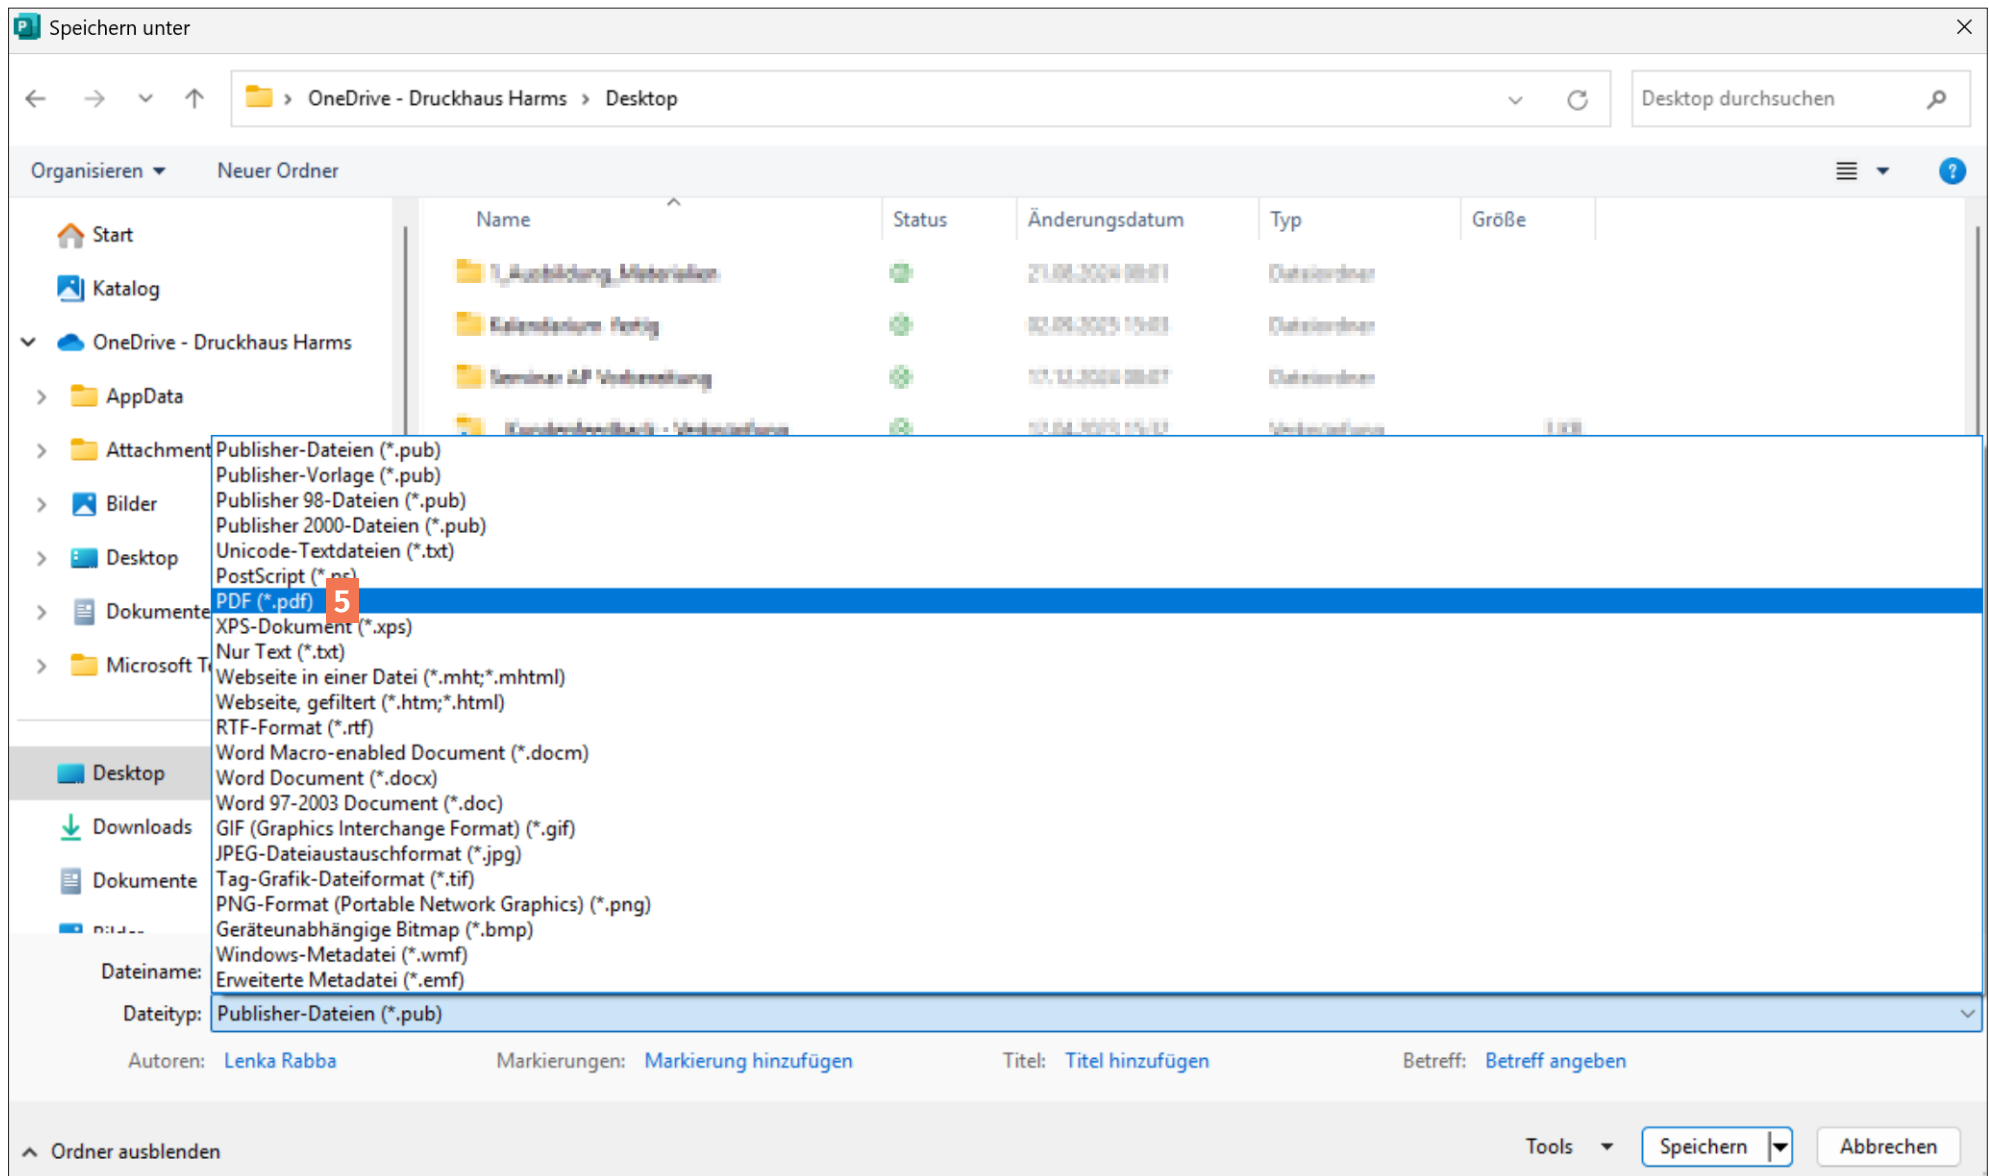 Speichern unter
OneDrive - Druckhaus Harms > Desktop
Desktop durchsuchen
Organisieren
Neuer Ordner
Name
Status
Änderungsdatum
Typ
Größe
Start
Katalog
OneDrive - Druckhaus Harms
AppData
Attachment
Bilder
Desktop
Dokumente
Microsoft
Desktop
Downloads
Dokumente
Bilder
Publisher-Dateien (*.pub)
Publisher-Vorlage (*.pub)
Publisher 98-Dateien (*.pub)
Publisher 2000-Dateien (*.pub)
Unicode-Textdateien (*.txt)
PostScript (*.ps)
PDF (*.pdf) 5
XPS-Dokument (*.xps)
Nur Text (*.txt)
Webseite in einer Datei (*.mht;*.mhtml)
Webseite, gefiltert (*.htm;*.html)
RTF-Format (*.rtf)
Word Macro-enabled Document (*.docm)
Word Document (*.docx)
Word 97-2003 Document (*.doc)
GIF (Graphics Interchange Format) (*.gif)
JPEG-Dateiaustauschformat (*.jpg)
Tag-Grafik-Dateiformat (*.tif)
PNG-Format (Portable Network Graphics) (*.png)
Geräteunabhängige Bitmap (*.bmp)
Windows-Metadatei (*.wmf)
Erweiterte Metadatei (*.emf)
Dateiname:
Dateityp: Publisher-Dateien (*.pub)
Autoren: Lenka Rabba
Markierungen: Markierung hinzufügen
Titel: Titel hinzufügen
Betreff: Betreff angeben
Ordner ausblenden
Tools
Speichern
Abbrechen